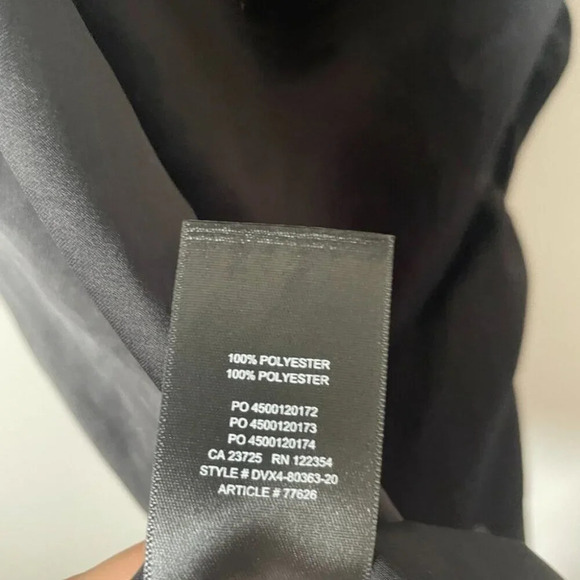 100% POLYESTER
100% POLYESTER
PO 4500120172
PO 4500120173
PO 4500120174
CA 23725 RN 122354
STYLE # DVX4-80363-20
ARTICLE # 77626